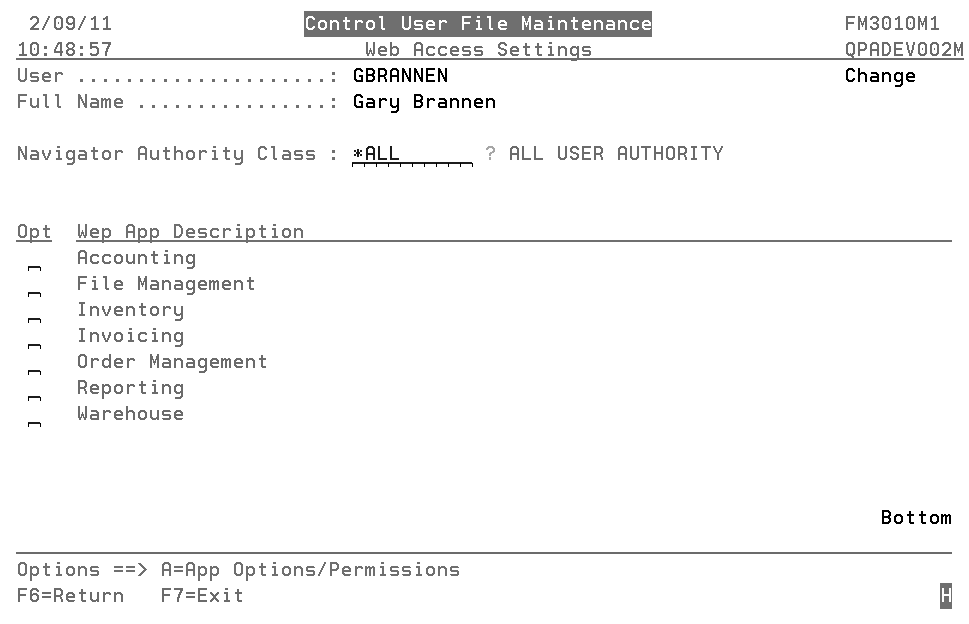 2/09/11 Control User File Maintenance FM3010M1
10:48:57 Web Access Settings QPADEV002M
User .....................: GBRANNEN Change
Full Name ................: Gary Brannen
Navigator Authority Class : *ALL ? ALL USER AUTHORITY
Opt Wep App Description
Accounting
File Management
Inventory
Invoicing
Order Management
Reporting
Warehouse
Bottom
Options ==> A=App Options/Permissions
F6=Return F7=Exit H